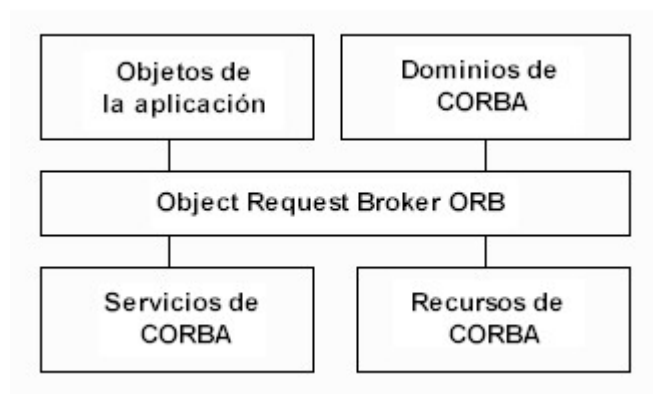 Objetos de
la aplicación
Dominios de
CORBA
Object Request Broker ORB
Servicios de
CORBA
Recursos de
CORBA